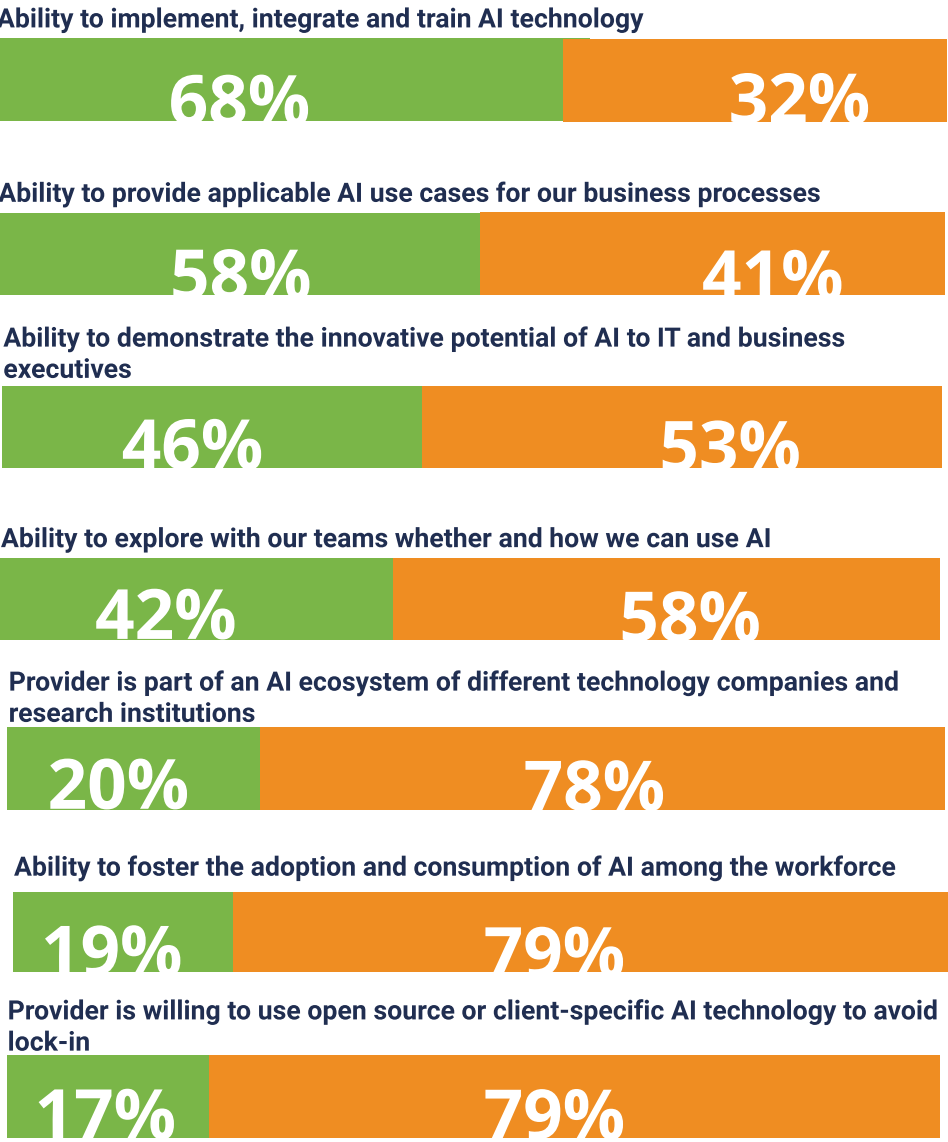 Ability to implement, integrate and train AI technology
68% 32%
Ability to provide applicable AI use cases for our business processes
58% 41%
Ability to demonstrate the innovative potential of AI to IT and business
executives
46% 53%
Ability to explore with our teams whether and how we can use AI
42% 58%
Provider is part of an AI ecosystem of different technology companies and
research institutions
20% 78%
Ability to foster the adoption and consumption of AI among the workforce
19% 79%
Provider is willing to use open source or client-specific AI technology to avoid
lock-in
17% 79%